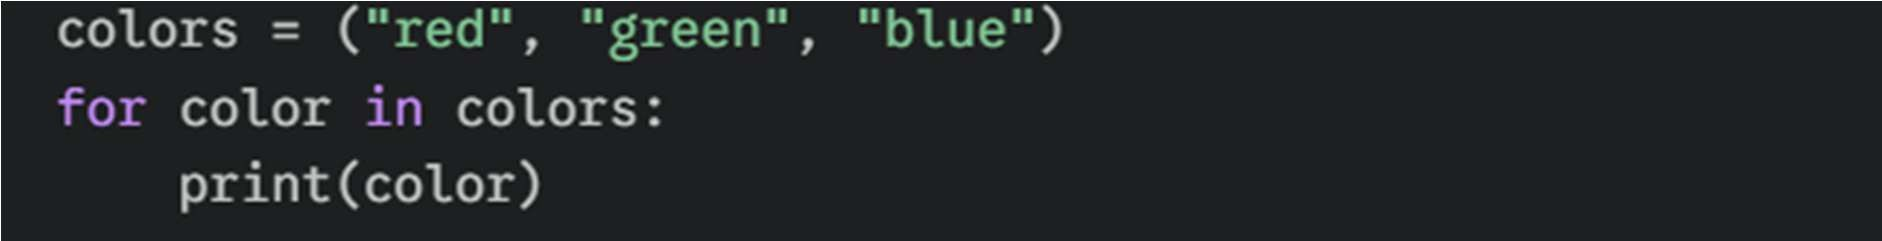 colors = ("red", "green", "blue")
for color in colors:
    print(color)